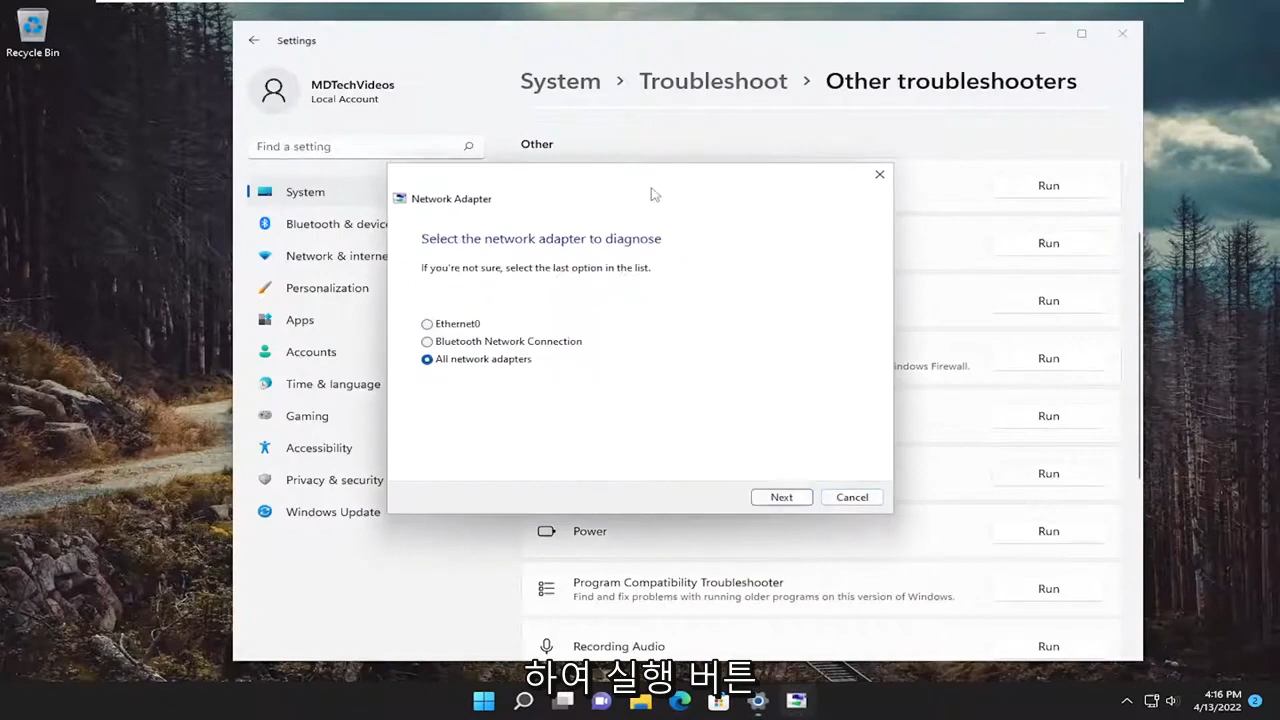 Recycle Bin
Settings
MDTechVideos
Local Account
System > Troubleshoot > Other troubleshooters
Find a setting
Other
System
Bluetooth & device
Network & interne
Personalization
Apps
Accounts
Time & language
Gaming
Accessibility
Privacy & security
Windows Update
Network Adapter
Select the network adapter to diagnose
If you're not sure, select the last option in the list.
Ethernet0
Bluetooth Network Connection
All network adapters
Next
Cancel
Run
Run
Run
indows Firewall.
Run
Run
Run
Power
Run
Program Compatibility Troubleshooter
Find and fix problems with running older programs on this version of Windows.
Run
Recording Audio
Run
하여 실행 버튼
4:16 PM
4/13/2022
2